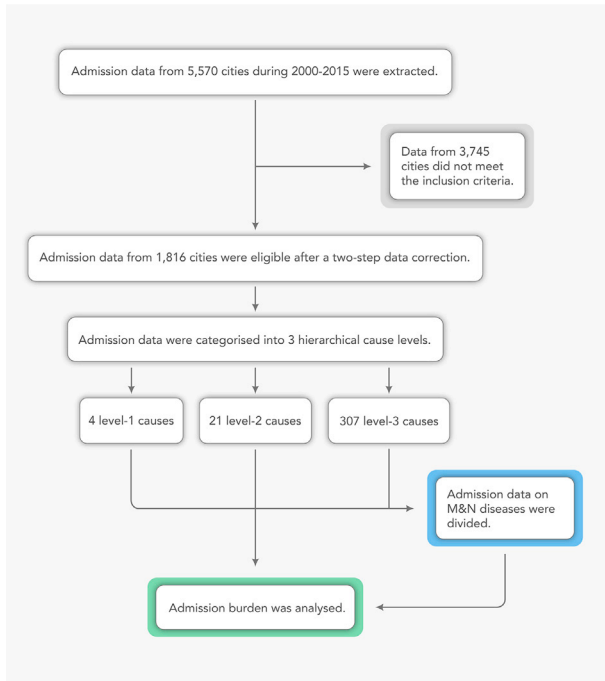 Admission data from 5,570 cities during 2000-2015 were extracted.
Data from 3,745
cities did not meet
the inclusion criteria.
Admission data from 1,816 cities were eligible after a two-step data correction.
Admission data were categorised into 3 hierarchical cause levels.
4 level-1 causes
21 level-2 causes
307 level-3 causes
Admission data on
M&N diseases were
divided.
Admission burden was analysed.